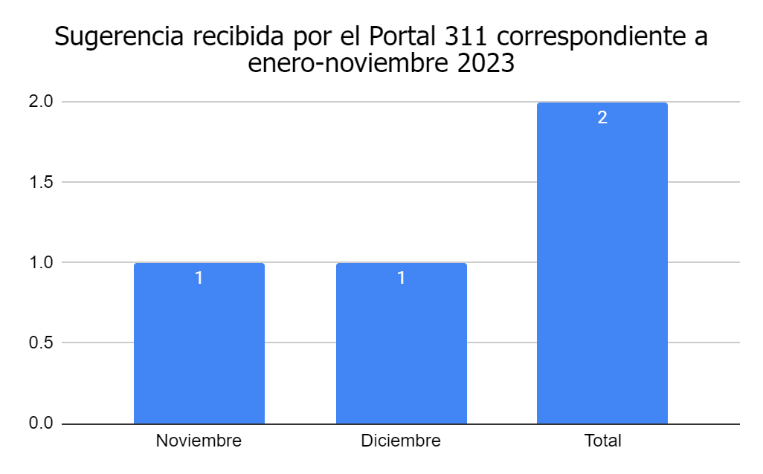 Sugerencia recibida por el Portal 311 correspondiente a
enero-noviembre 2023
2.0
2
1.5
1.0
1
1
0.5
0.0
Noviembre
Diciembre
Total